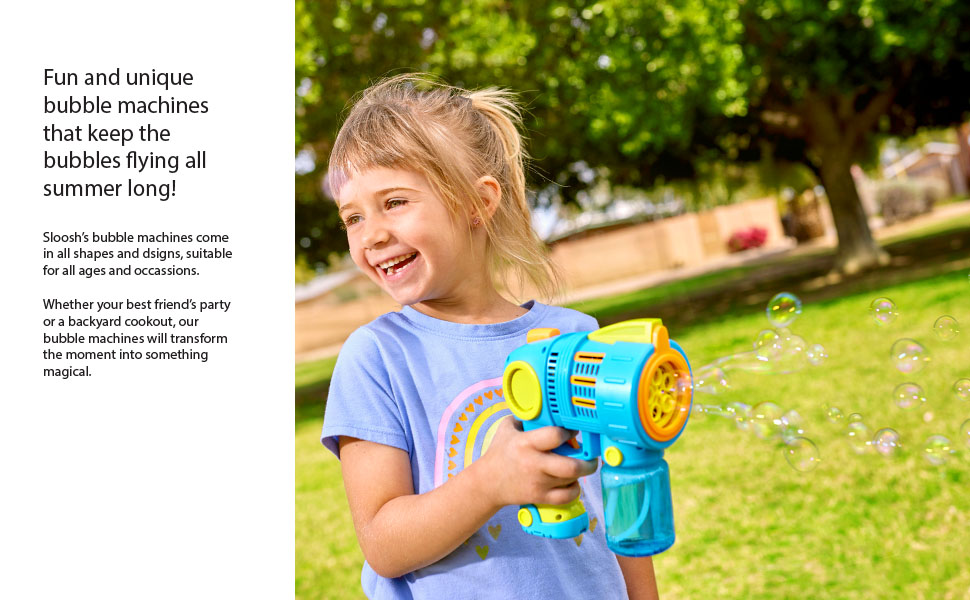 Fun and unique
bubble machines
that keep the
bubbles flying all
summer long!
Sloosh’s bubble machines come
in all shapes and dsigns, suitable
for all ages and occassions.
Whether your best friend’s party
or a backyard cookout, our
bubble machines will transform
the moment into something
magical.